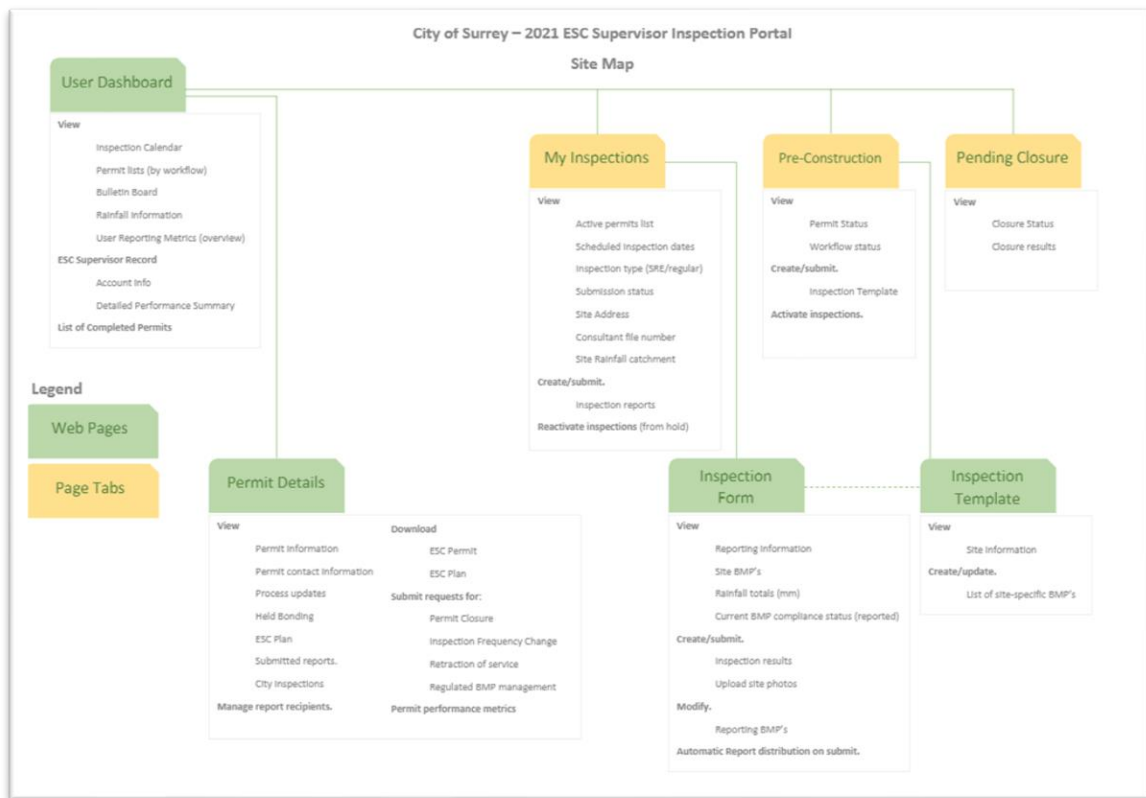 City of Surrey – 2021 ESC Supervisor Inspection Portal
Site Map
User Dashboard
View
Inspection Calendar
Permit lists (by workflow)
Bulletin Board
Rainfall Information
User Reporting Metrics (overview)
ESC Supervisor Record
Account Info
Detailed Performance Summary
List of Completed Permits
My Inspections
View
Active permits list
Scheduled Inspection dates
Inspection type (SRE/regular)
Submission status
Site Address
Consultant file number
Site Rainfall catchment
Create/submit.
Inspection reports
Reactivate inspections (from hold)
Pre-Construction
View
Permit Status
Workflow status
Create/submit.
Inspection Template
Activate inspections.
Pending Closure
View
Closure Status
Closure results
Legend
Web Pages
Page Tabs
Permit Details
View
Permit Information
Permit contact Information
Process updates
Held Bonding
ESC Plan
Submitted reports.
City Inspections
Manage report recipients.
Download
ESC Permit
ESC Plan
Submit requests for:
Permit Closure
Inspection Frequency Change
Retraction of service
Regulated BMP management
Permit performance metrics
Inspection
Form
View
Reporting Information
Site BMP's
Rainfall totals (mm)
Current BMP compliance status (reported)
Create/submit.
Inspection results
Upload site photos
Modify.
Reporting BMP's
Automatic Report distribution on submit.
Inspection
Template
View
Site Information
Create/update.
List of site-specific BMP's